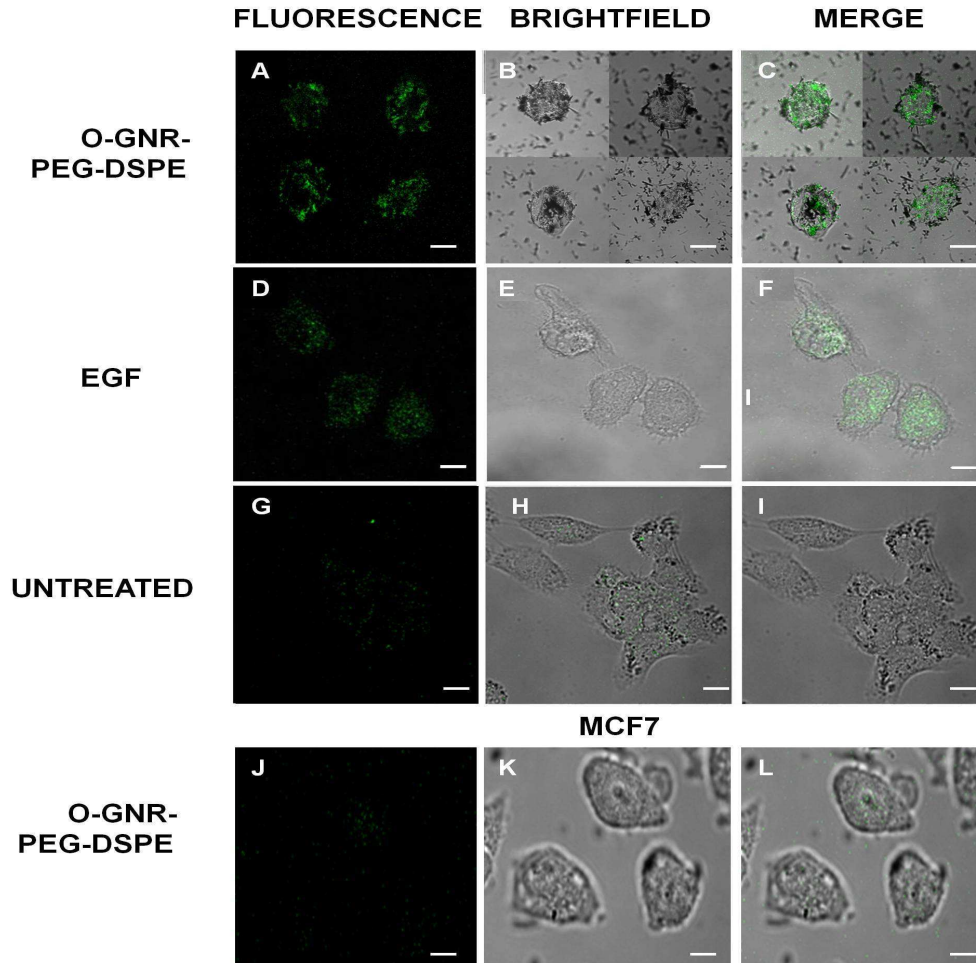 FLUORESCENCE BRIGHTFIELD MERGE
A B C
O-GNR-
PEG-DSPE
D E F
EGF
I
G H I
UNTREATED
MCF7
J K L
O-GNR-
PEG-DSPE